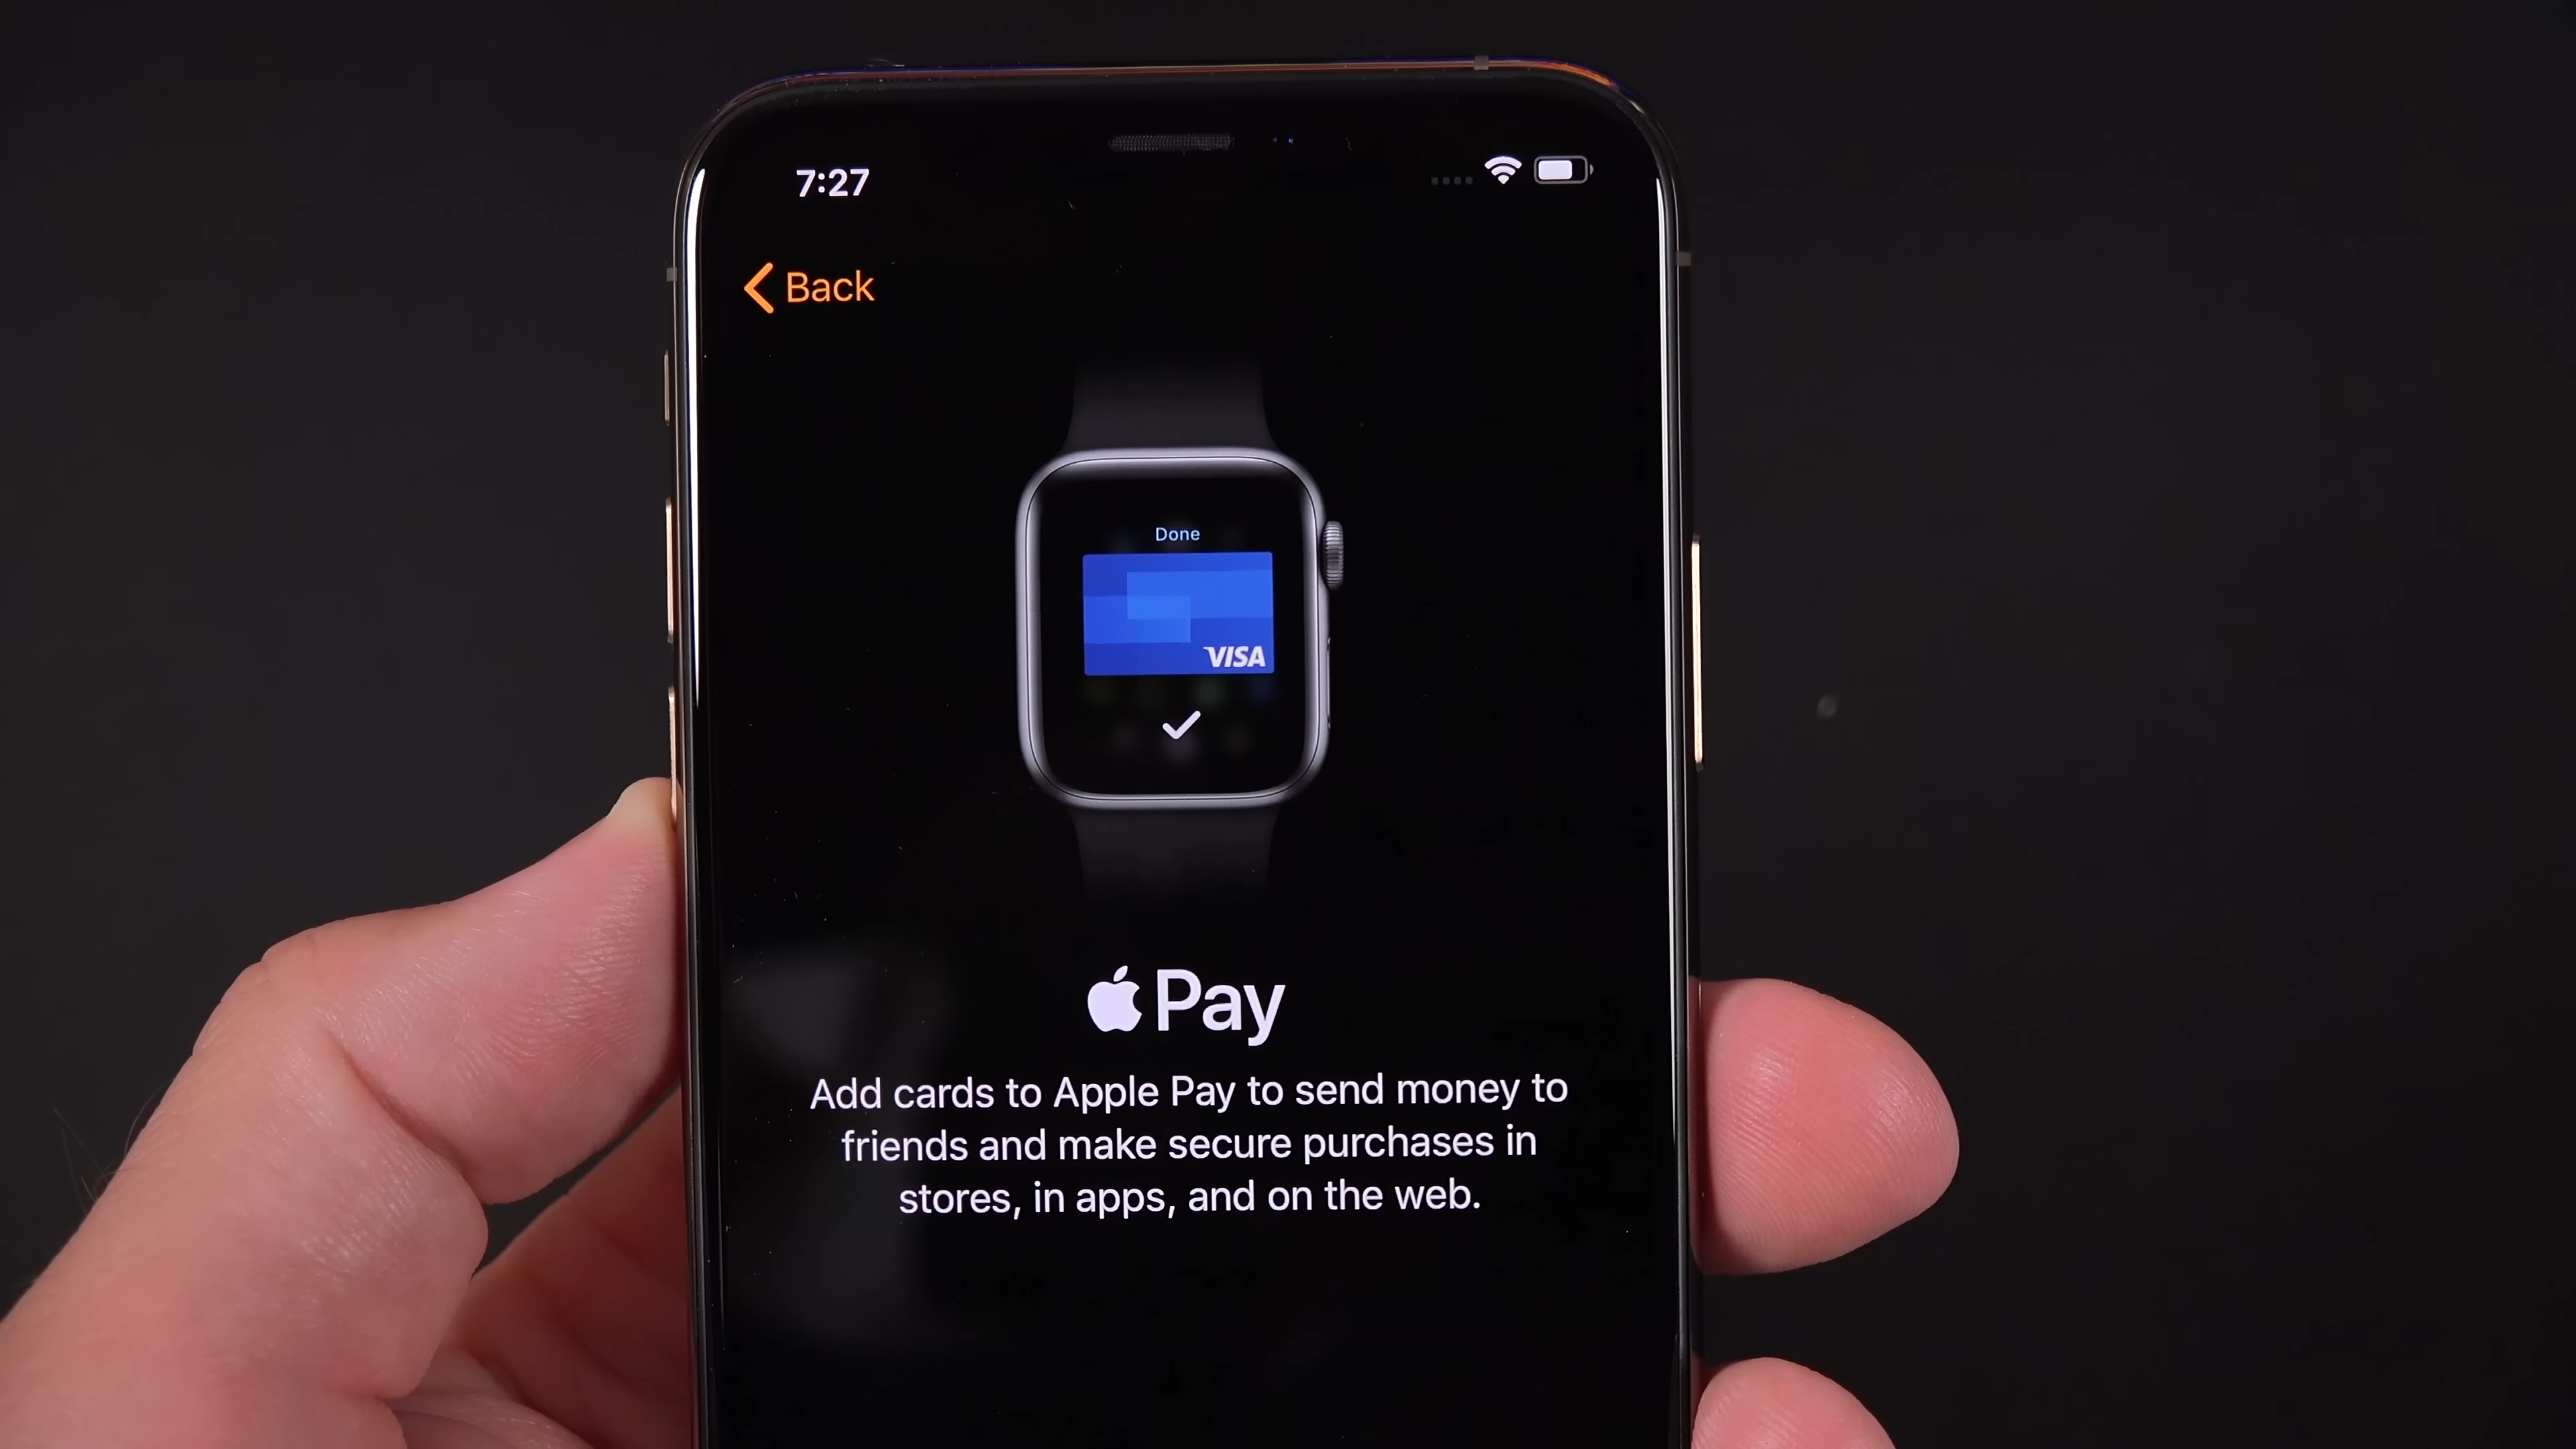 7:27
Back
Done
VISA
Pay
Add cards to Apple Pay to send money to
friends and make secure purchases in
stores, in apps, and on the web.